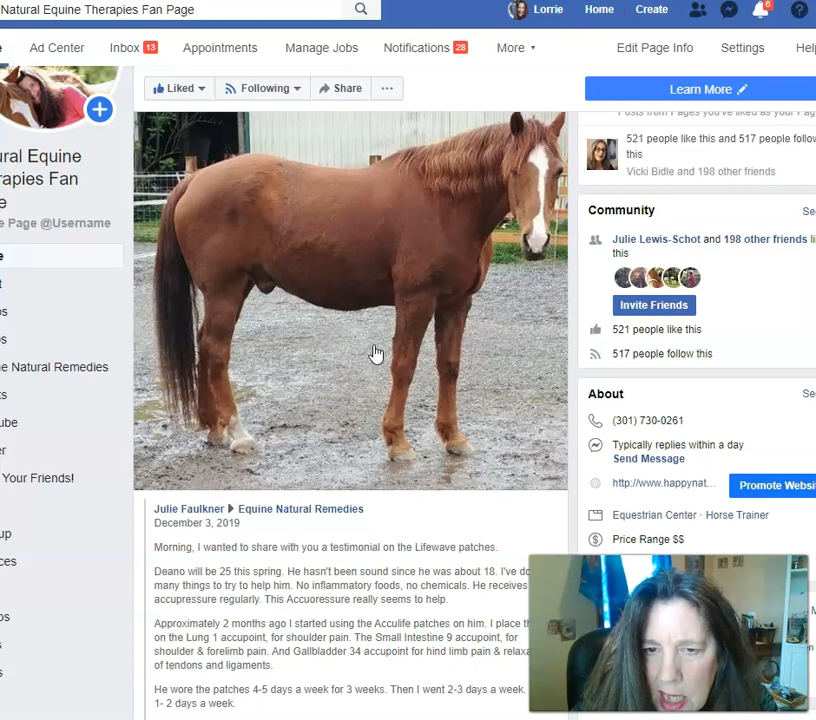 Natural Equine Therapies Fan Page
Lorrie Home Create 6
Ad Center Inbox 13 Appointments Manage Jobs Notifications 28 More Edit Page Info Settings
Liked Following Share ... Learn More
521 people like this and 517 people follow
this
Vicki Bidle and 198 other friends
Community
Julie Lewis-Schot and 198 other friends
this
Invite Friends
521 people like this
517 people follow this
About
(301) 730-0261
Typically replies within a day
Send Message
http://www.happynat... Promote
Equestrian Center · Horse Trainer
Price Range $$
Equine
Fan
Page @Username
Natural Remedies
Your Friends!
Julie Faulkner Equine Natural Remedies
December 3, 2019
Morning, I wanted to share with you a testimonial on the Lifewave patches.
Deano will be 25 this spring. He hasn't been sound since he was about 18. I've
many things to try to help him. No inflammatory foods, no chemicals. He receives
accupressure regularly. This Accuoressure really seems to help.
Approximately 2 months ago I started using the Acculife patches on him. I place
on the Lung 1 accupoint, for shoulder pain. The Small Intestine 9 accupoint, for
shoulder & forelimb pain. And Gallbladder 34 accupoint for hind limb pain &
of tendons and ligaments.
He wore the patches 4-5 days a week for 3 weeks. Then I went 2-3 days a week.
1- 2 days a week.